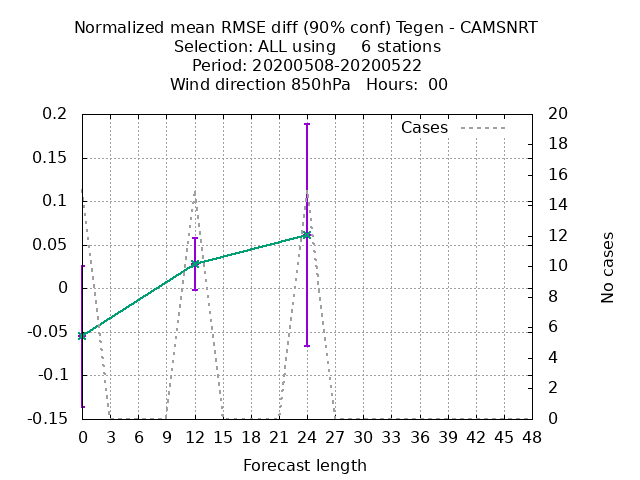 Normalized mean RMSE diff (90% conf) Tegen - CAMSNRT
Selection: ALL using     6 stations
Period: 20200508-20200522
Wind direction 850hPa   Hours:  00
Cases
0.2
0.15
0.1
0.05
0
-0.05
-0.1
-0.15
20
18
16
14
12
10
8
6
4
2
0
No cases
0 3 6 9 12 15 18 21 24 27 30 33 36 39 42 45 48
Forecast length